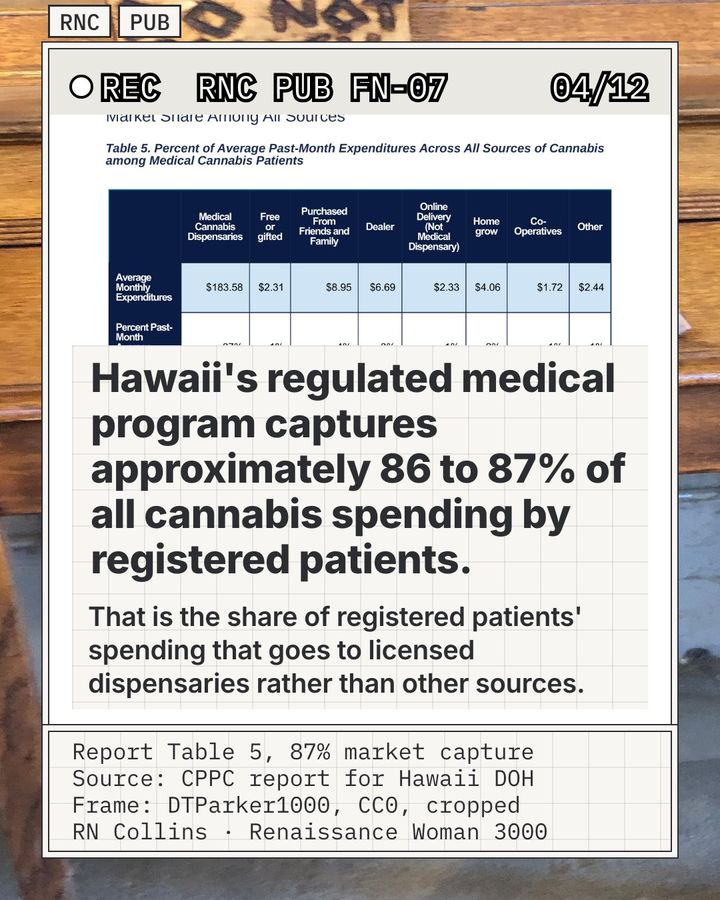 RNC PUB
DO NOT
REC RNC PUB FN-07 04/12
Market Share Among All Sources
Table 5. Percent of Average Past-Month Expenditures Across All Sources of Cannabis
among Medical Cannabis Patients
Medical Cannabis Dispensaries
Free or gifted
Purchased From Friends and Family
Dealer
Online Delivery (Not Medical Dispensary)
Home grow
Co-Operatives
Other
Average Monthly Expenditures $183.58 $2.31 $8.95 $6.69 $2.33 $4.06 $1.72 $2.44
Percent Past-Month
Hawaii's regulated medical
program captures
approximately 86 to 87% of
all cannabis spending by
registered patients.
That is the share of registered patients'
spending that goes to licensed
dispensaries rather than other sources.
Report Table 5, 87% market capture
Source: CPPC report for Hawaii DOH
Frame: DTParker1000, CC0, cropped
RN Collins · Renaissance Woman 3000